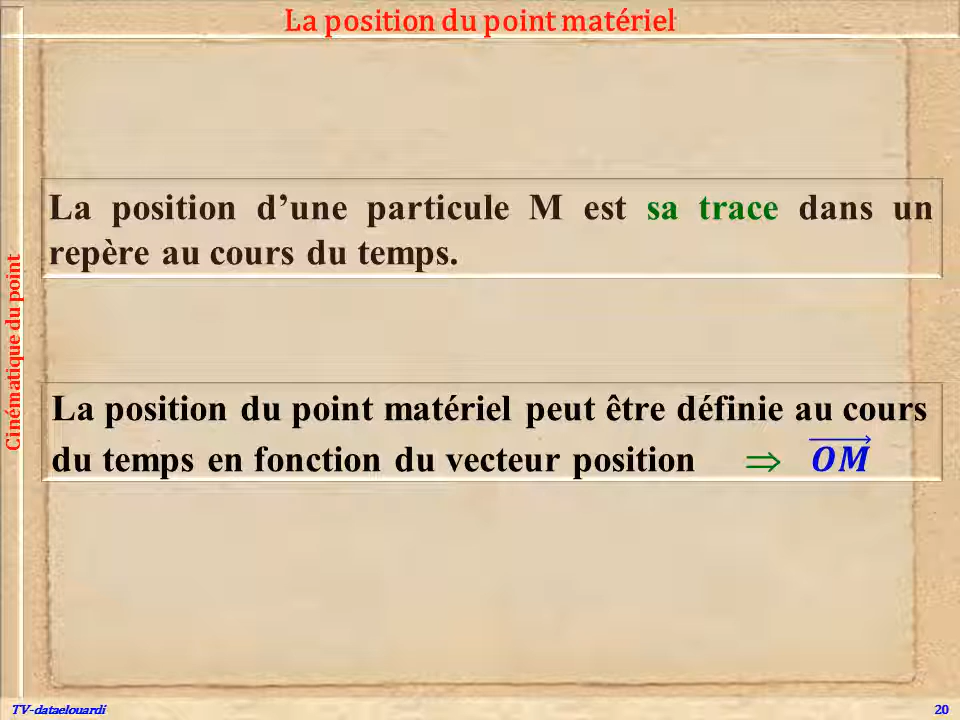 La position du point matériel
Cinématique du point
La position d’une particule M est sa trace dans un
repère au cours du temps.
La position du point matériel peut être définie au cours
du temps en fonction du vecteur position ⇒ $\overrightarrow{OM}$
TV-dataelouardi
20